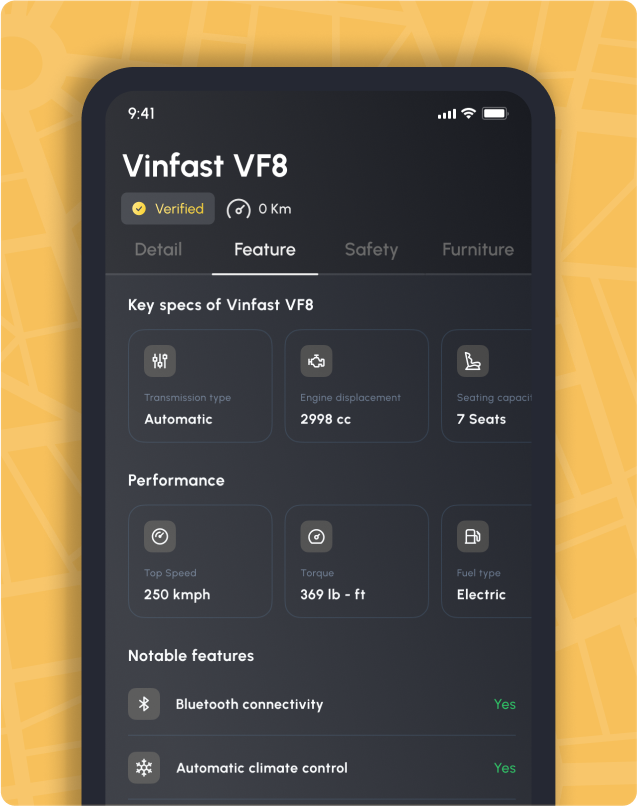 9:41
Vinfast VF8
Verified 0 Km
Detail Feature Safety Furniture
Key specs of Vinfast VF8
Transmission type Engine displacement Seating
Automatic 2998 cc 7 Seats
Performance
Top Speed Torque Fuel type
250 kmph 369 lb - ft Electric
Notable features
Bluetooth connectivity Yes
Automatic climate control Yes